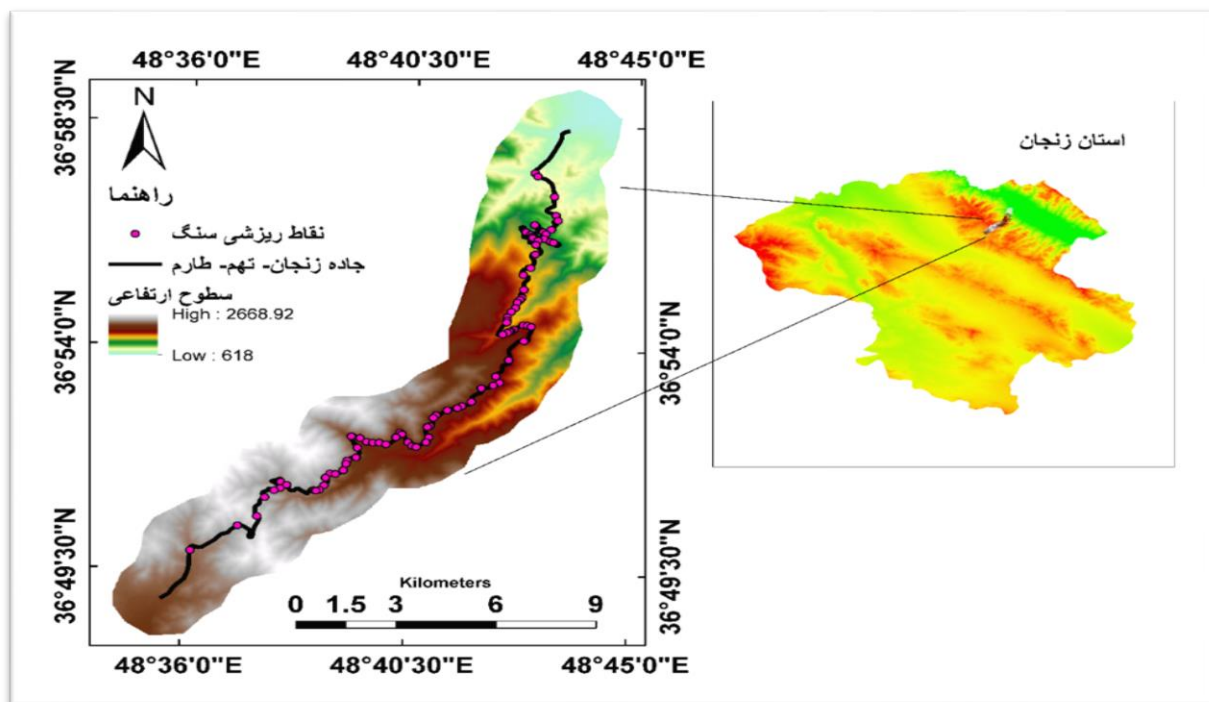 48°36'0"E 48°40'30"E 48°45'0"E
36°58'30"N
N
راهنما
نقاط ریزشی سنگ
جاده زنجان- تهم- طارم
سطوح ارتفاعی
High : 2668.92
Low : 618
36°54'0"N
36°54'0"N
36°49'30"N
36°49'30"N
Kilometers
0 1.5 3 6 9
48°36'0"E 48°40'30"E 48°45'0"E
استان زنجان